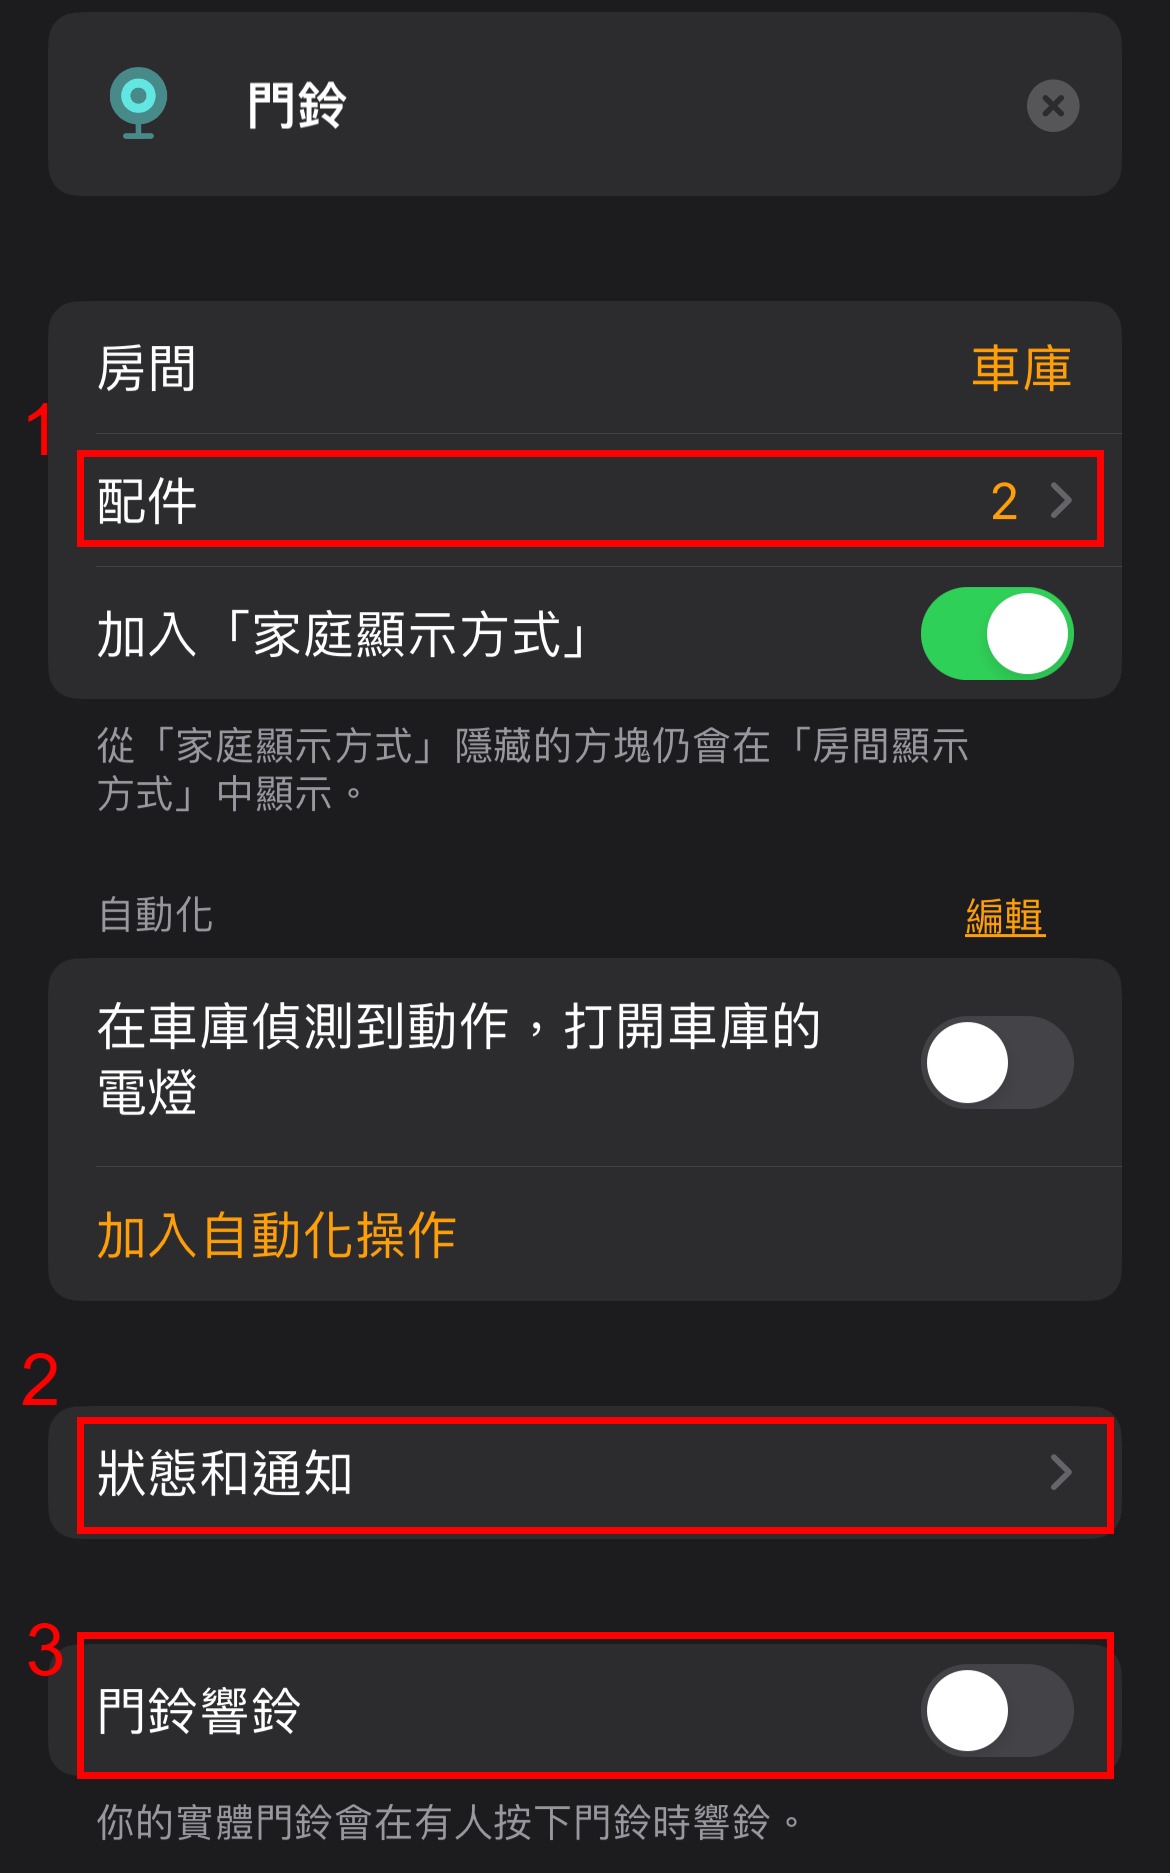 門鈴
房間 車庫
1
配件 2
加入「家庭顯示方式」
從「家庭顯示方式」隱藏的方塊仍會在「房間顯示
方式」中顯示。
自動化 編輯
在車庫偵測到動作，打開車庫的
電燈
加入自動化操作
2
狀態和通知
3
門鈴響鈴
你的實體門鈴會在有人按下門鈴時響鈴。